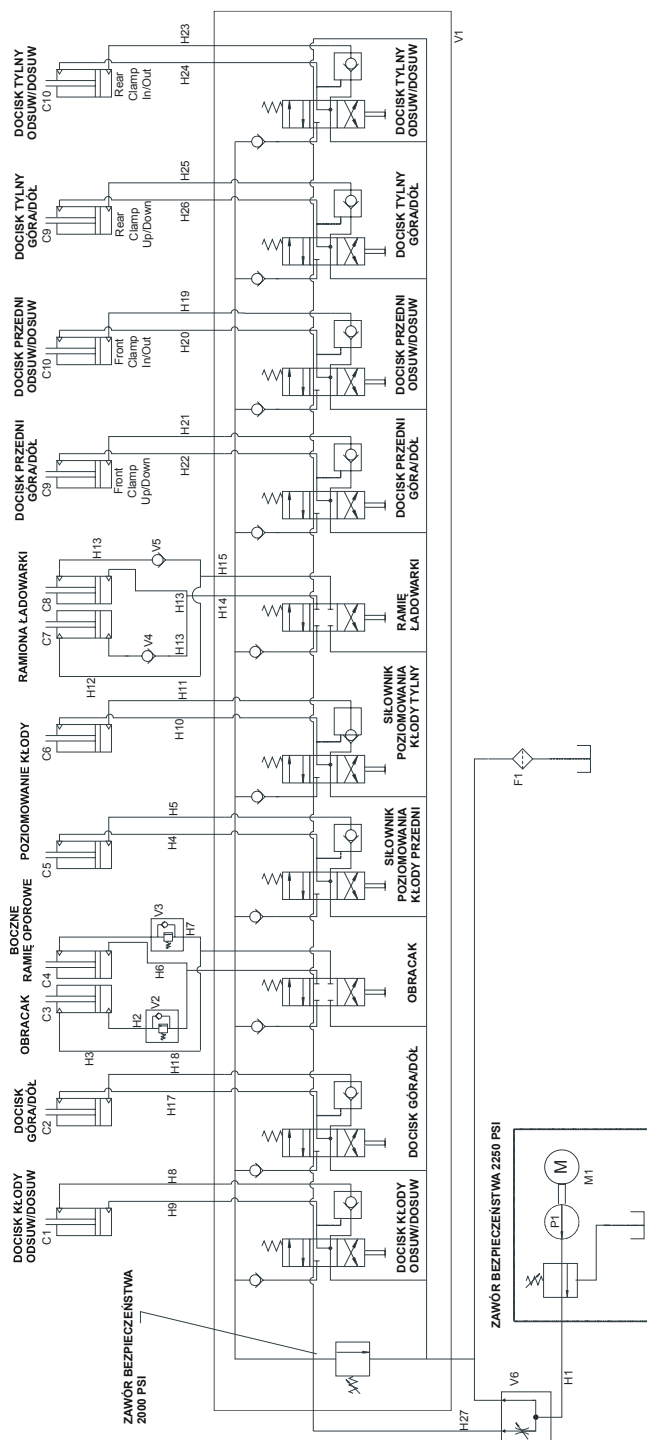 DOCISK KŁODY
ODSUW/DOSUW
C1
H8
H9
DOCISK
GÓRA/DÓŁ
C2
H17
H18
OBRACAK
C3
H3
H2
V2
BOCZNE
RAMIĘ OPOROWE
C4
H6
V3
H7
POZIOMOWANIE KŁODY
C5
H4
H5
C6
H10
H11
RAMIONA ŁADOWARKI
C7
C8
H12
V4
H13
H13
H13
V5
H14
H15
DOCISK PRZEDNI
GÓRA/DÓŁ
C9
Front
Clamp
Up/Down
H22
H21
DOCISK PRZEDNI
ODSUW/DOSUW
C10
Front
Clamp
In/Out
H20
H19
DOCISK TYLNY
GÓRA/DÓŁ
C9
Rear
Clamp
Up/Down
H26
H25
DOCISK TYLNY
ODSUW/DOSUW
C10
Rear
Clamp
In/Out
H24
H23
V1
ZAWÓR BEZPIECZEŃSTWA
2000 PSI
DOCISK KŁODY
ODSUW/DOSUW
DOCISK GÓRA/DÓŁ
OBRACAK
SIŁOWNIK
POZIOMOWANIA
KŁODY PRZEDNI
SIŁOWNIK
POZIOMOWANIA
KŁODY TYLNY
RAMIĘ
ŁADOWARKI
DOCISK PRZEDNI
GÓRA/DÓŁ
DOCISK PRZEDNI
ODSUW/DOSUW
DOCISK TYLNY
GÓRA/DÓŁ
DOCISK TYLNY
ODSUW/DOSUW
H27
V6
H1
ZAWÓR BEZPIECZEŃSTWA 2250 PSI
P1
M
M1
F1